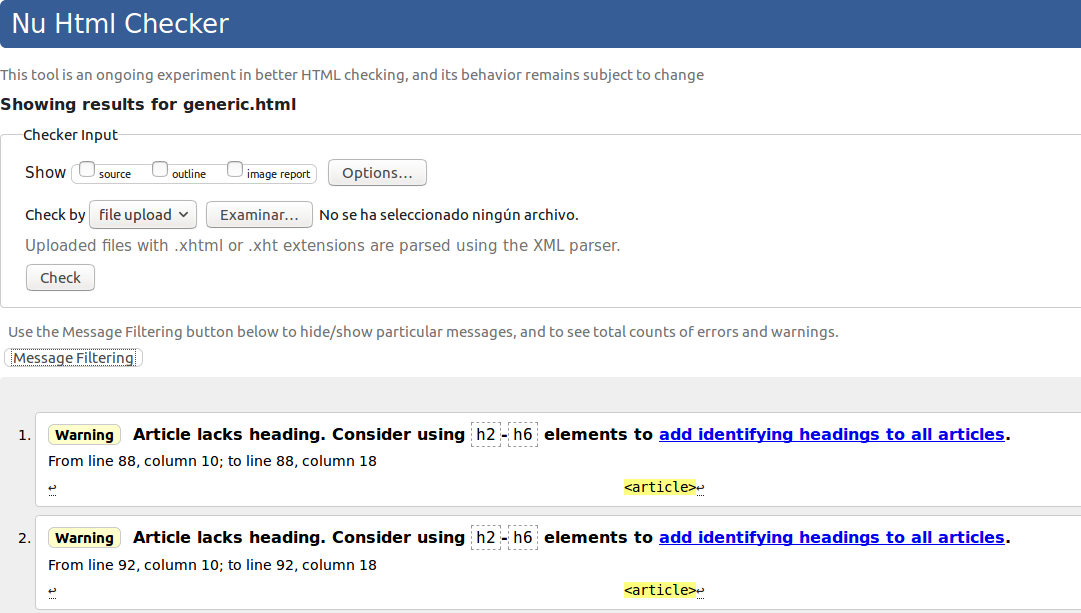 Nu Html Checker
This tool is an ongoing experiment in better HTML checking, and its behavior remains subject to change
Showing results for generic.html
Checker Input
Show source outline image report Options...
Check by file upload Examinar... No se ha seleccionado ningún archivo.
Uploaded files with .xhtml or .xht extensions are parsed using the XML parser.
Check
Use the Message Filtering button below to hide/show particular messages, and to see total counts of errors and warnings.
Message Filtering
1. Warning Article lacks heading. Consider using h2-h6 elements to add identifying headings to all articles.
From line 88, column 10; to line 88, column 18
↩ <article>↩
2. Warning Article lacks heading. Consider using h2-h6 elements to add identifying headings to all articles.
From line 92, column 10; to line 92, column 18
↩ <article>↩